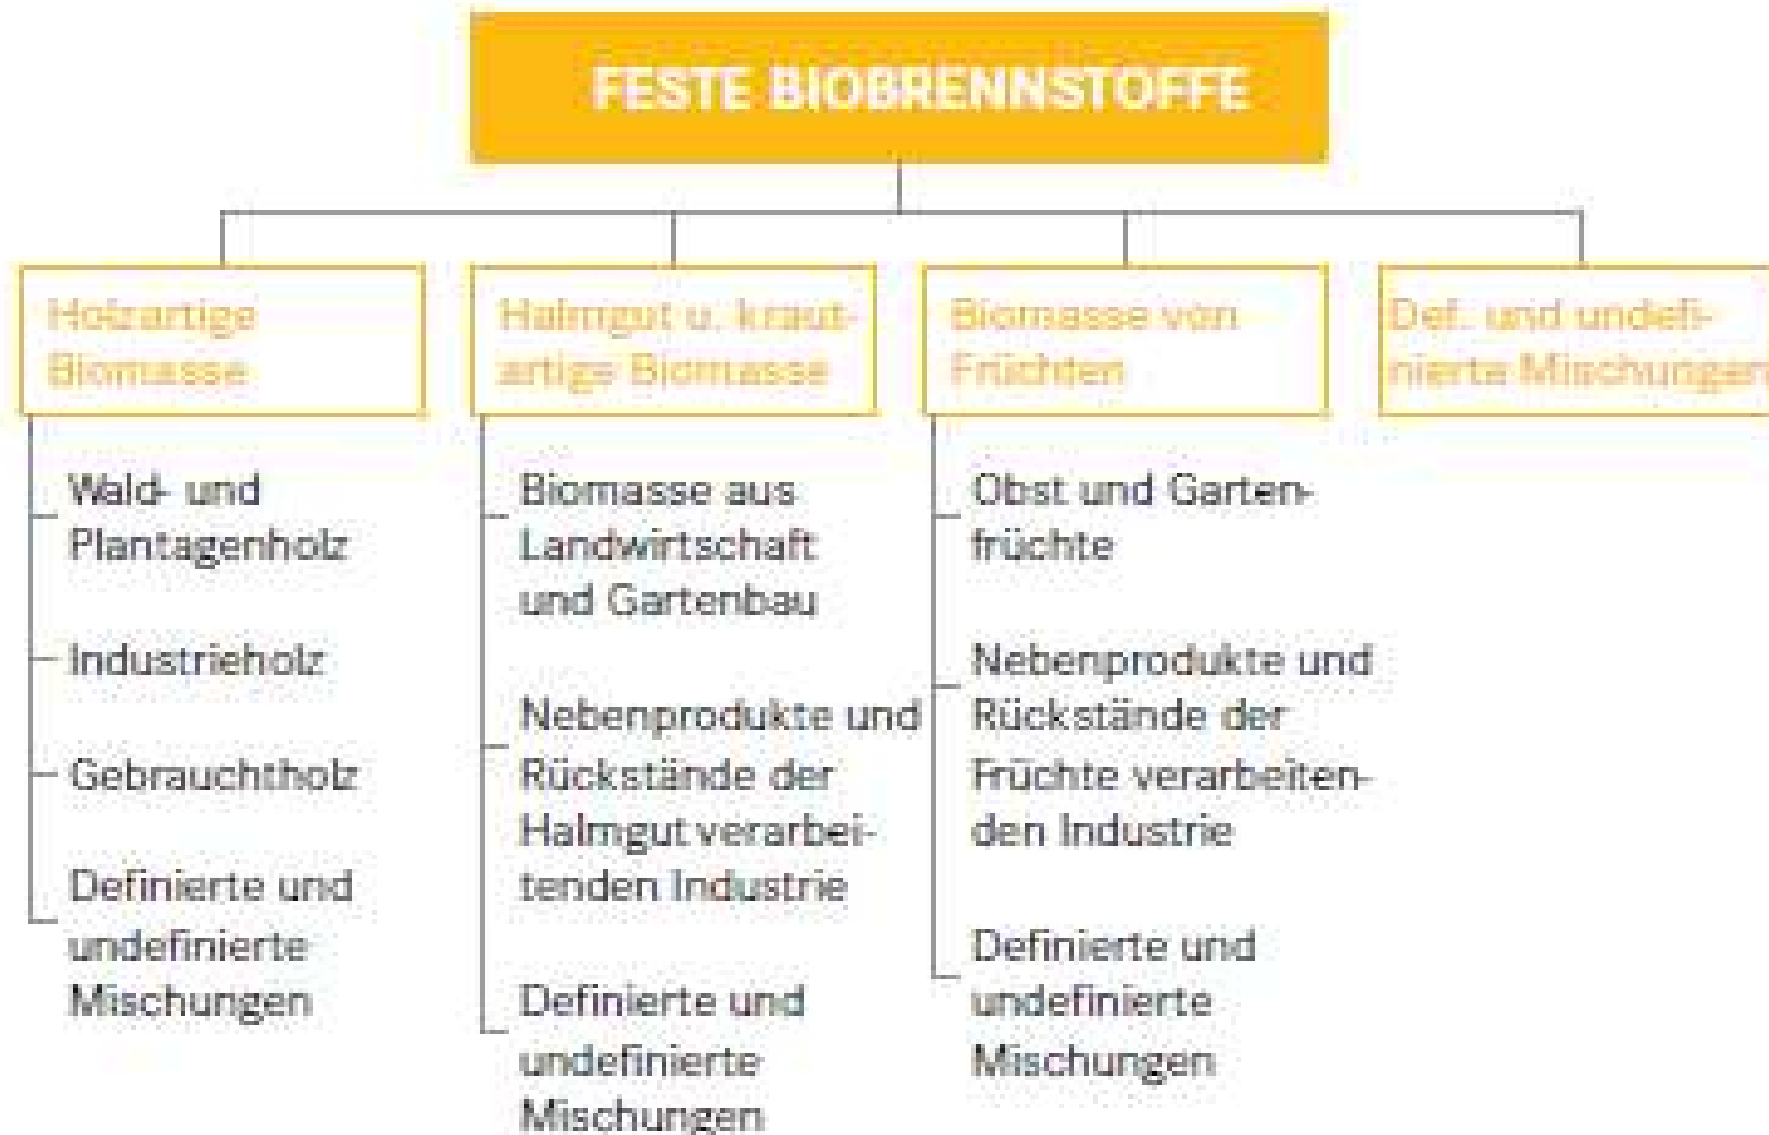 FESTE BIOBRENNSTOFFE
Holzartige
Biomasse
Wald- und
Plantagenholz
Industrieholz
Gebrauchtholz
Definierte und
undefinierte
Mischungen
Halmgut u. kraut-
artige Biomasse
Biomasse aus
Landwirtschaft
und Gartenbau
Nebenprodukte und
Rückstände der
Halmgut verarbei-
tenden Industrie
Definierte und
undefinierte
Mischungen
Biomasse von
Früchten
Obst und Garten-
früchte
Nebenprodukte und
Rückstände der
Früchte verarbeiten-
den Industrie
Definierte und
undefinierte
Mischungen
Def. und undefi-
nierte Mischungen